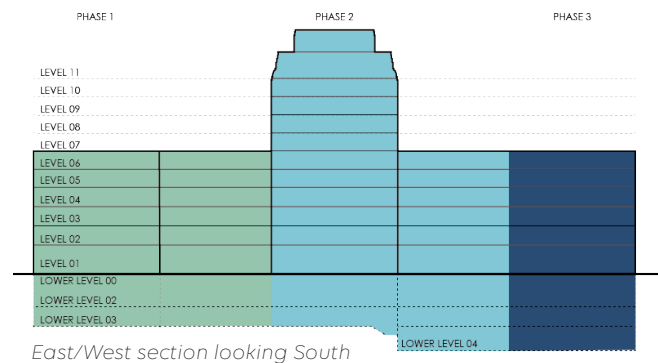 PHASE 1
PHASE 2
PHASE 3
LEVEL 11
LEVEL 10
LEVEL 09
LEVEL 08
LEVEL 07
LEVEL 06
LEVEL 05
LEVEL 04
LEVEL 03
LEVEL 02
LEVEL 01
LOWER LEVEL 00
LOWER LEVEL 02
LOWER LEVEL 03
LOWER LEVEL 04
East/West section looking South